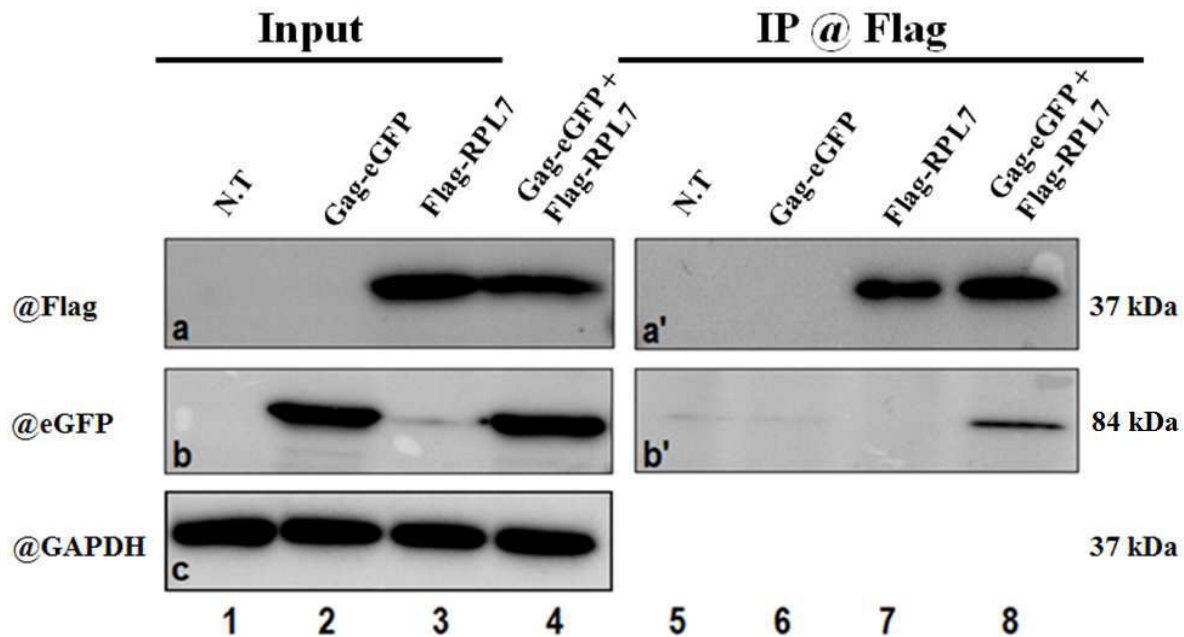 Input IP @ Flag
N.T Gag-eGFP Flag-RPL7 Gag-eGFP + Flag-RPL7 N.T Gag-eGFP Flag-RPL7 Gag-eGFP + Flag-RPL7
@Flag a a' 37 kDa
@eGFP b b' 84 kDa
@GAPDH c 37 kDa
1 2 3 4 5 6 7 8